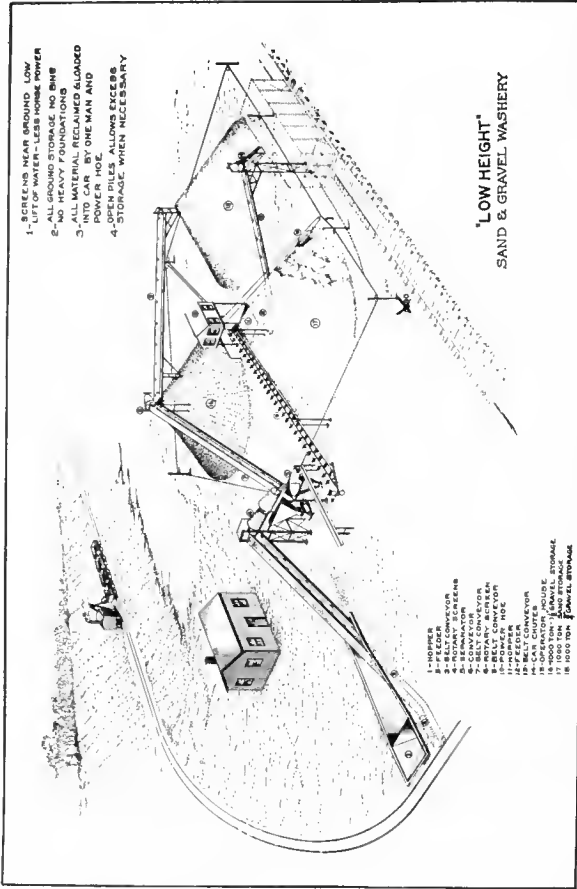 1-SCREENS NEAR GROUND LOW
LIFT OF WATER-LESS HORSE POWER
2-ALL GROUND STORAGE NO BINS
NO HEAVY FOUNDATIONS
3-ALL MATERIAL RECLAIMED & LOADED
INTO CAR BY ONE MAN AND
POWER HOE
4-OPEN PILES ALLOWS EXCESS
STORAGE WHEN NECESSARY
1-HOPPER
2-FEEDER
3-BELT CONVEYOR
4-ROTARY SCREENS
5-SEPARATOR
6-CONVEYOR
7-BELT CONVEYOR
8-ROTARY SCREEN
9-BELT CONVEYOR
10-POWER HOE
11-HOPPER
12-FEEDER
13-BELT CONVEYOR
14-CAR CHUTES
15-OPERATOR HOUSE
16-1000 TON GRAVEL STORAGE
17 1000 TON SAND STORAGE
18 1000 TON GRAVEL STORAGE
"LOW HEIGHT"
SAND & GRAVEL WASHERY